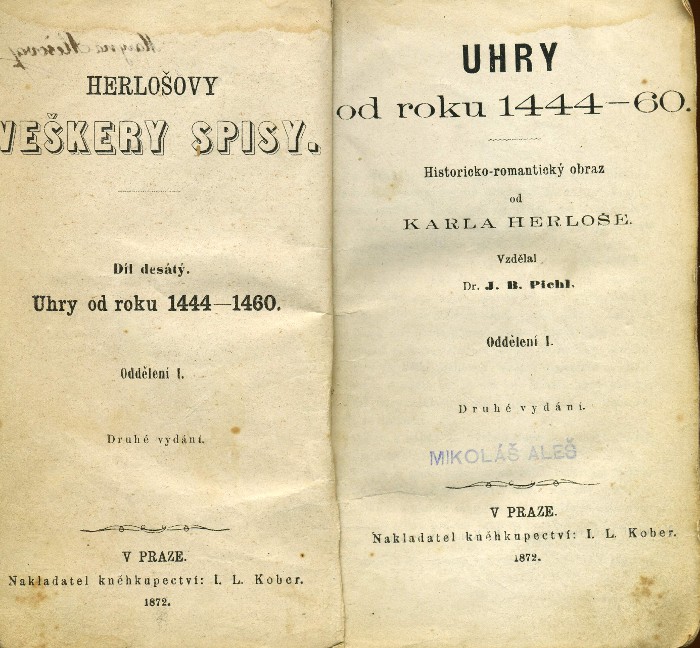 HERLOŠOVY
VEŠKERY SPISY.
Díl desátý.
Uhry od roku 1444—1460.
Oddělení I.
Druhé vydání.
V PRAZE.
Nakladatel kněhkupectví: I. L. Kober.
1872.
UHRY
od roku 1444—60.
Historicko-romantický obraz
od
KARLA HERLOŠE.
Vzdělal
Dr. J. B. Pichl.
Oddělení I.
Druhé vydání.
MIKOLÁŠ ALEŠ
V PRAZE.
Nakladatel kněhkupectví: I. L. Kober.
1872.